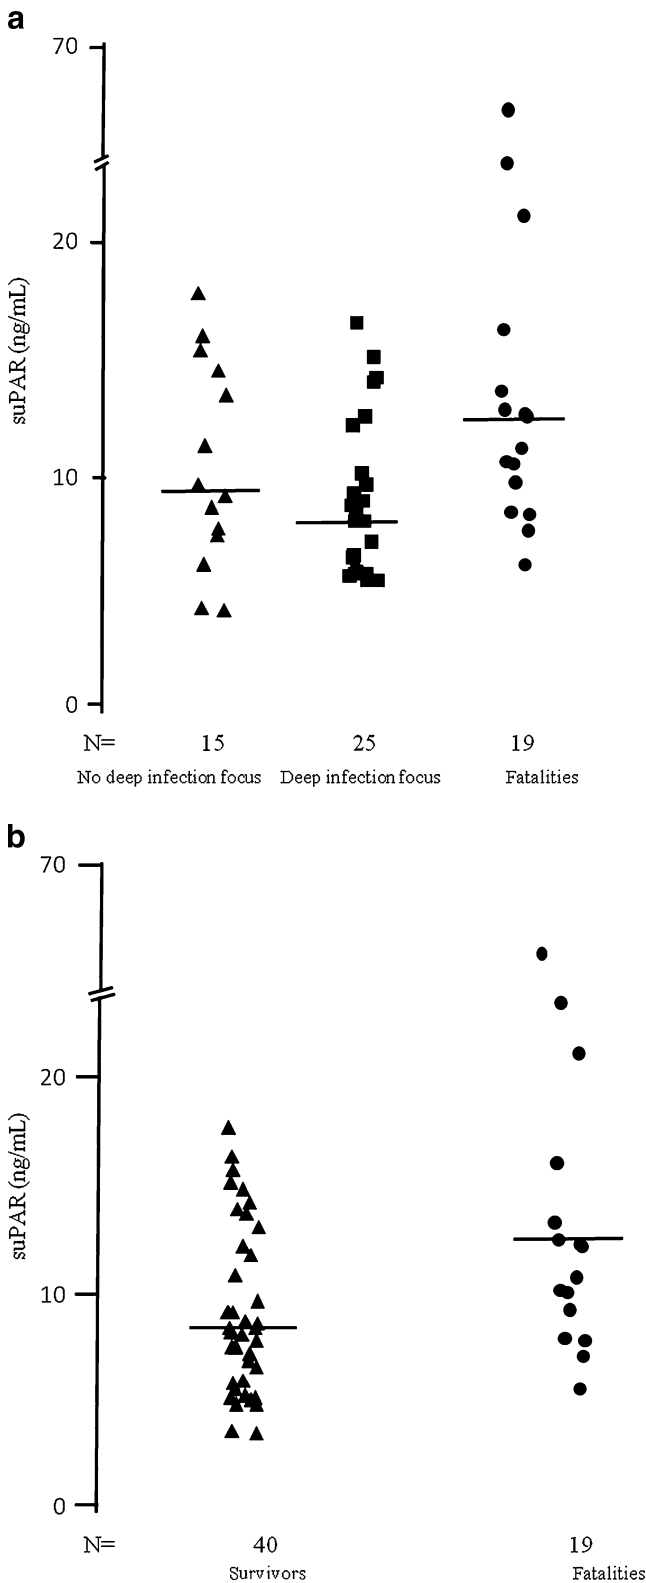 a
70
20
suPAR (ng/mL)
10
0
N= 15 25 19
No deep infection focus Deep infection focus Fatalities
b
70
20
suPAR (ng/mL)
10
0
N= 40 19
Survivors Fatalities